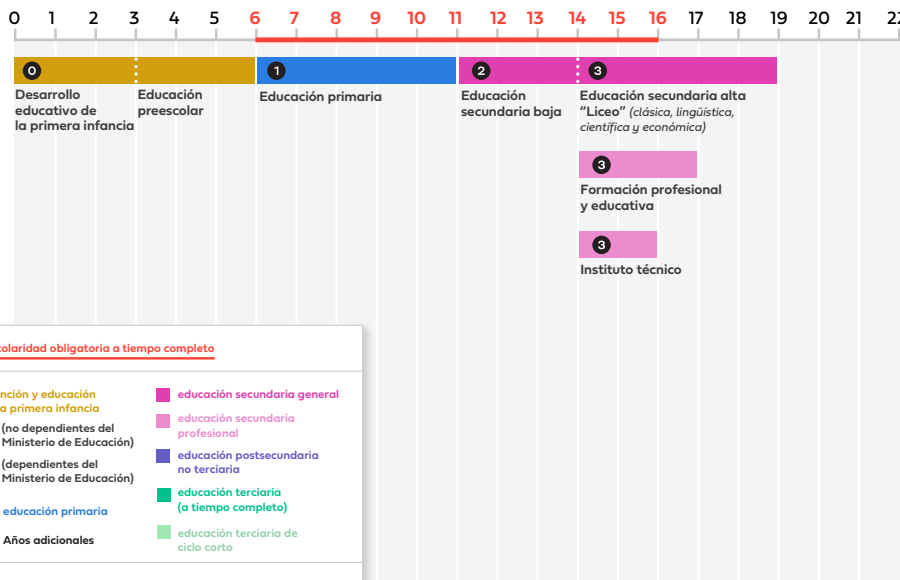 0 1 2 3 4 5 6 7 8 9 10 11 12 13 14 15 16 17 18 19 20 21 22
0
1
2
3
Desarrollo
educativo de
la primera infancia
Educación
preescolar
Educación primaria
Educación
secundaria baja
Educación secundaria alta
“Liceo” (clásica, lingüística,
científica y económica)
3
Formación profesional
y educativa
3
Instituto técnico
colaridad obligatoria a tiempo completo
nción y educación
a primera infancia
(no dependientes del
Ministerio de Educación)
(dependientes del
Ministerio de Educación)
educación primaria
Años adicionales
educación secundaria general
educación secundaria
profesional
educación postsecundaria
no terciaria
educación terciaria
(a tiempo completo)
educación terciaria de
ciclo corto